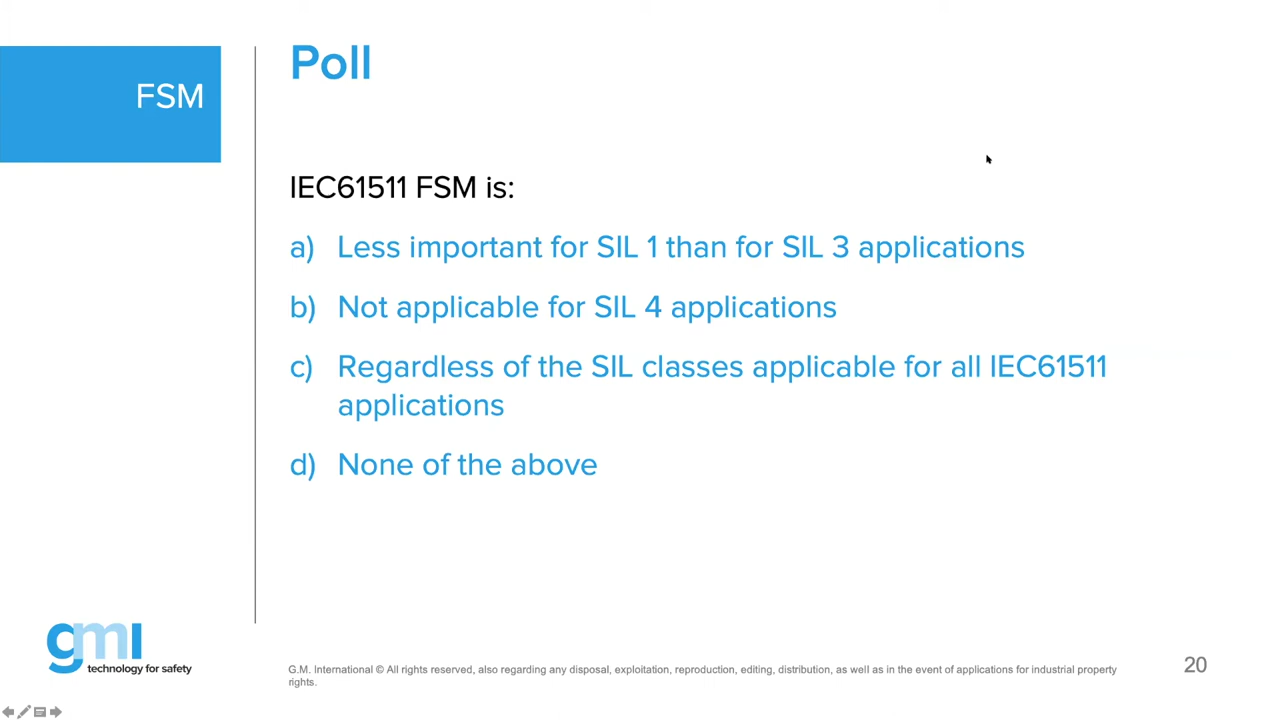 FSM
Poll
IEC61511 FSM is:
a) Less important for SIL 1 than for SIL 3 applications
b) Not applicable for SIL 4 applications
c) Regardless of the SIL classes applicable for all IEC61511
applications
d) None of the above
gmi
technology for safety
G.M. International © All rights reserved, also regarding any disposal, exploitation, reproduction, editing, distribution, as well as in the event of applications for industrial property
rights.
20